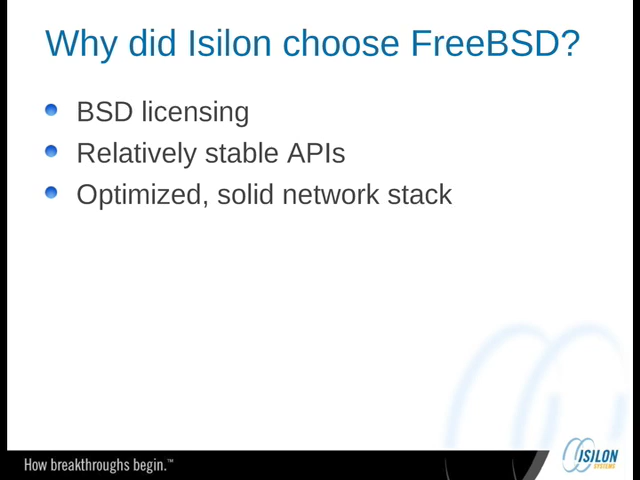 Why did Isilon choose FreeBSD?
BSD licensing
Relatively stable APIs
Optimized, solid network stack
How breakthroughs begin.™
ISILON
SYSTEMS